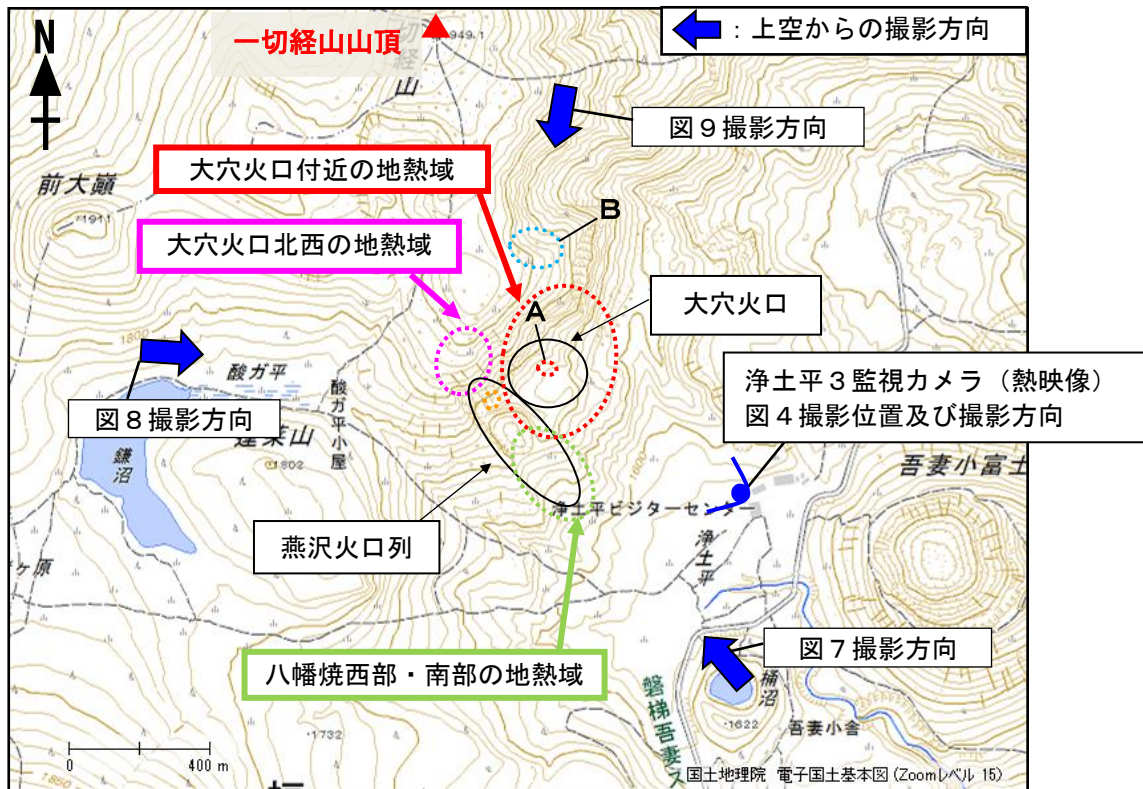 N
一切経山山頂
949.1
切経山
:上空からの撮影方向
図9撮影方向
大穴火口付近の地熱域
前大巓
1911
大穴火口北西の地熱域
B
大穴火口
A
1800
酸ガ平
酸ガ平小屋
図8撮影方向
鎌沼
蓬莱山
1802
浄土平3監視カメラ(熱映像)
図4撮影位置及び撮影方向
1600
吾妻小富士
浄土平ビジターセンター
燕沢火口列
浄土平
ヶ原
図7撮影方向
八幡焼西部・南部の地熱域
桶沼
磐梯吾妻ス
1622
吾妻小舎
1732
0 400 m
1850
国土地理院 電子国土基本図(Zoomレベル 15)